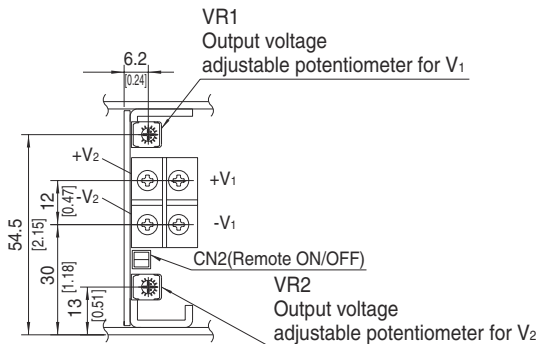 VR1
Output voltage
adjustable potentiometer for V1
6.2
[0.24]
+V2
+V1
-V2
-V1
12
[0.47]
54.5
[2.15]
30
[1.18]
13
[0.51]
CN2(Remote ON/OFF)
VR2
Output voltage
adjustable potentiometer for V2